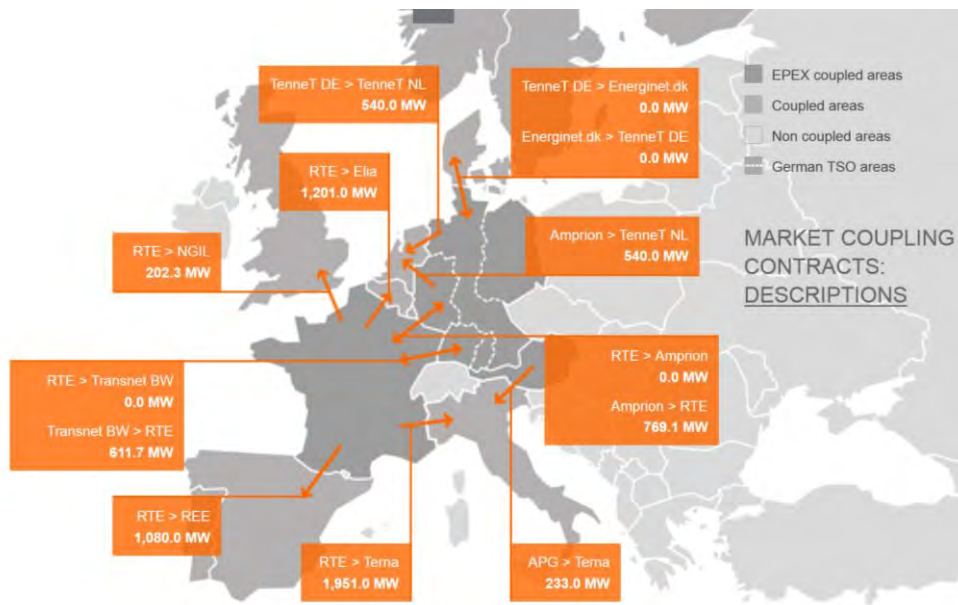 TenneT DE > TenneT NL
540.0 MW
TenneT DE > Energinet.dk
0.0 MW
Energinet.dk > TenneT DE
0.0 MW
EPEX coupled areas
Coupled areas
Non coupled areas
German TSO areas
RTE > Elia
1,201.0 MW
RTE > NGIL
202.3 MW
Amprion > TenneT NL
540.0 MW
MARKET COUPLING
CONTRACTS:
DESCRIPTIONS
RTE > Transnet BW
0.0 MW
Transnet BW > RTE
611.7 MW
RTE > Amprion
0.0 MW
Amprion > RTE
769.1 MW
RTE > REE
1,080.0 MW
RTE > Terna
1,951.0 MW
APG > Terna
233.0 MW